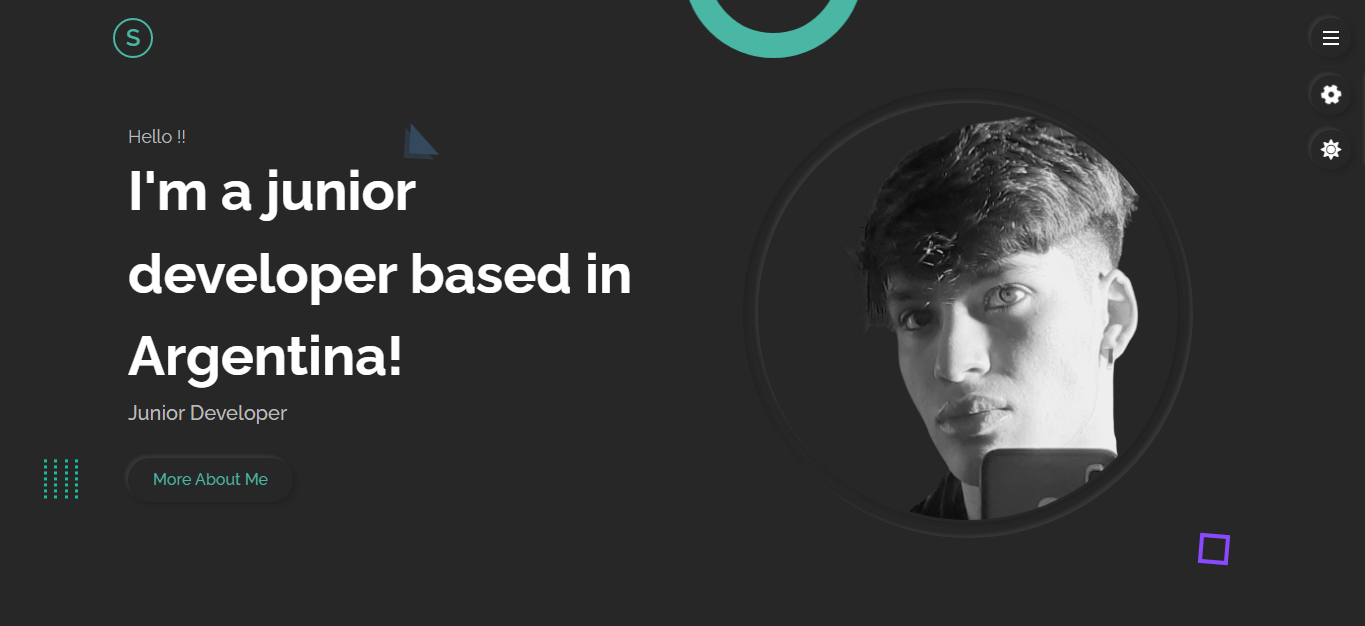 S
Hello !!
I'm a junior
developer based in
Argentina!
Junior Developer
More About Me